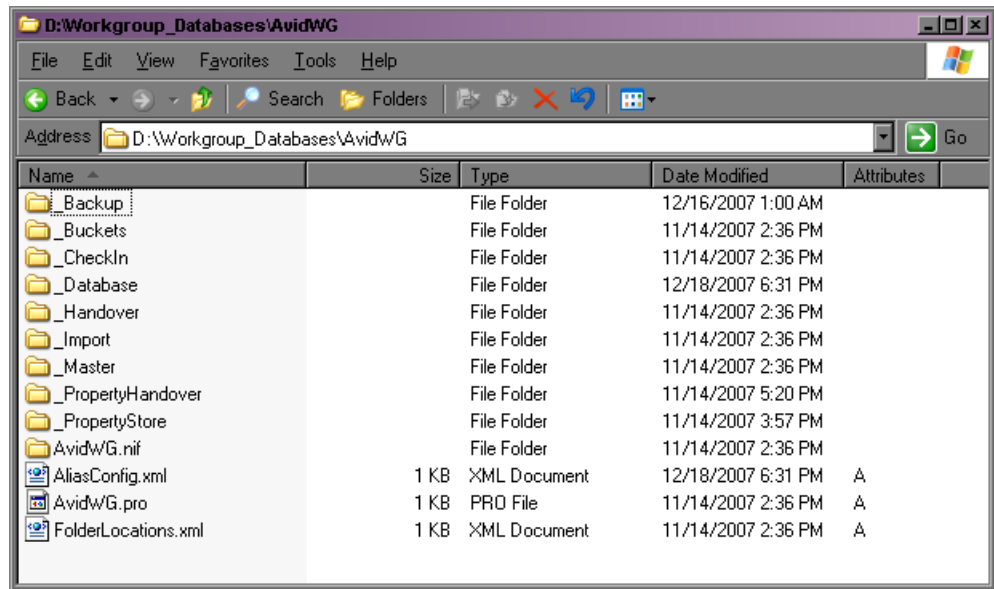 D:\Workgroup_Databases\AvidWG
File Edit View Favorites Tools Help
Back Search Folders
Address D:\Workgroup_Databases\AvidWG Go
Name Size Type Date Modified Attributes
_Backup File Folder 12/16/2007 1:00 AM
_Buckets File Folder 11/14/2007 2:36 PM
_CheckIn File Folder 11/14/2007 2:36 PM
_Database File Folder 12/18/2007 6:31 PM
_Handover File Folder 11/14/2007 2:36 PM
_Import File Folder 11/14/2007 2:36 PM
_Master File Folder 11/14/2007 2:36 PM
_PropertyHandover File Folder 11/14/2007 5:20 PM
_PropertyStore File Folder 11/14/2007 3:57 PM
AvidWG.nif File Folder 11/14/2007 2:36 PM
AliasConfig.xml 1 KB XML Document 12/18/2007 6:31 PM A
AvidWG.pro 1 KB PRO File 11/14/2007 2:36 PM A
FolderLocations.xml 1 KB XML Document 11/14/2007 2:36 PM A